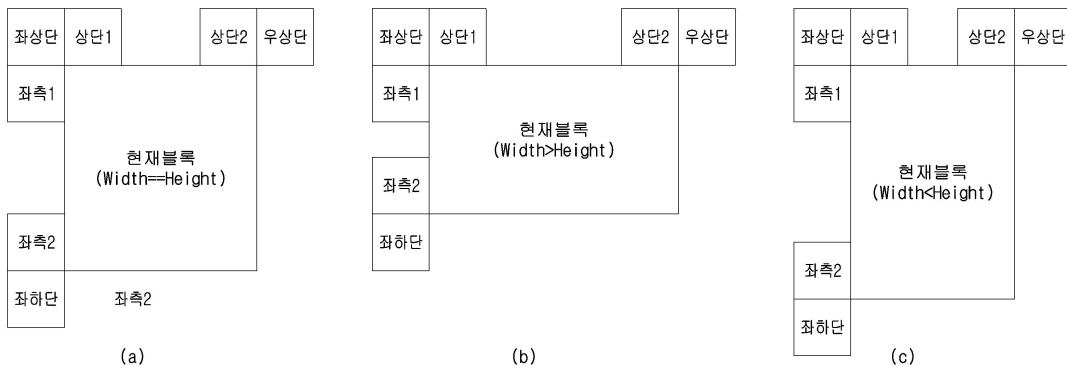 좌상단 상단1 상단2 우상단
좌측1
현재블록
(Width==Height)
좌측2
좌하단 좌측2
(a)
좌상단 상단1 상단2 우상단
좌측1
현재블록
(Width>Height)
좌측2
좌하단
(b)
좌상단 상단1 상단2 우상단
좌측1
현재블록
(Width<Height)
좌측2
좌하단
(c)